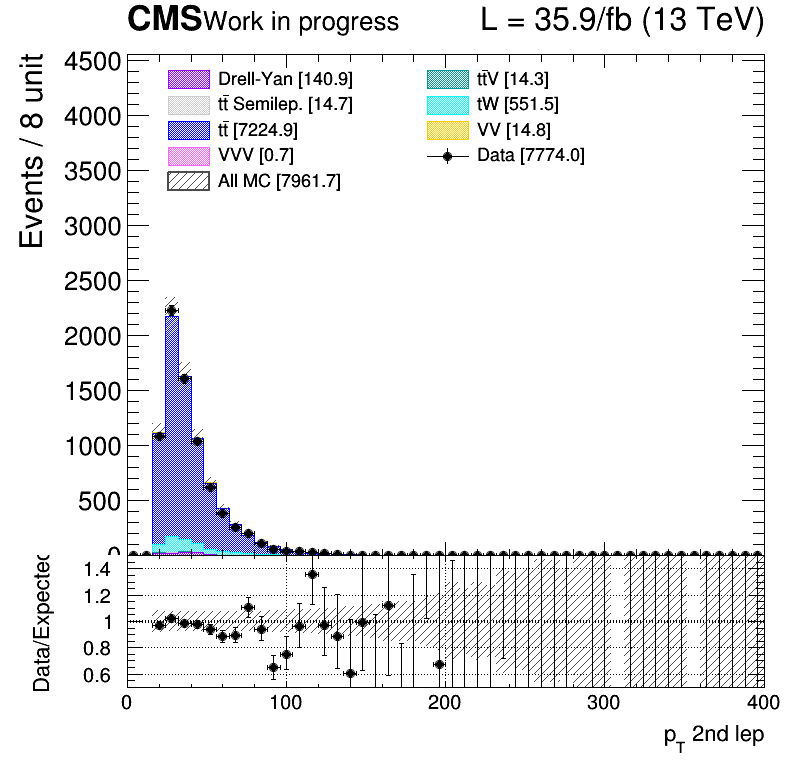 CMS Work in progress L = 35.9/fb (13 TeV)
Events / 8 unit
4500
4000
3500
3000
2500
2000
1500
1000
500
0
Drell-Yan [140.9]
tt̄ Semilep. [14.7]
tt̄ [7224.9]
VVV [0.7]
All MC [7961.7]
tt̄V [14.3]
tW [551.5]
VV [14.8]
Data [7774.0]
Data/Expected
1.4
1.2
1
0.8
0.6
0 100 200 300 400
p_T 2nd lep